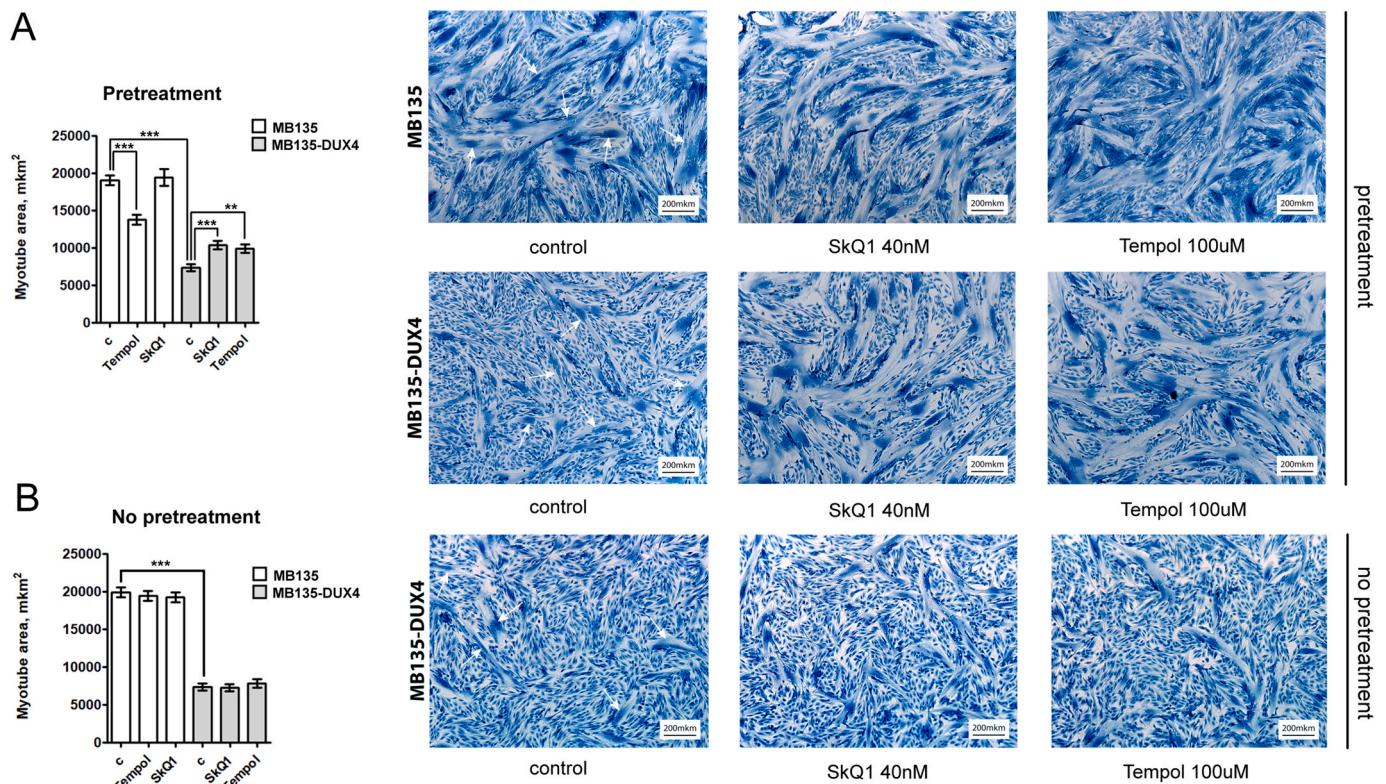 A
Pretreatment
MB135
MB135-DUX4
Myotube area, mkm²
25000
20000
15000
10000
5000
0
***
***
***
**
c
Tempol
SkQ1
c
SkQ1
Tempol
MB135
200mkm
200mkm
200mkm
control
SkQ1 40nM
Tempol 100uM
MB135-DUX4
200mkm
200mkm
200mkm
control
SkQ1 40nM
Tempol 100uM
pretreatment
B
No pretreatment
MB135
MB135-DUX4
Myotube area, mkm²
25000
20000
15000
10000
5000
0
***
c
Tempol
SkQ1
c
SkQ1
Tempol
MB135-DUX4
200mkm
200mkm
200mkm
control
SkQ1 40nM
Tempol 100uM
no pretreatment